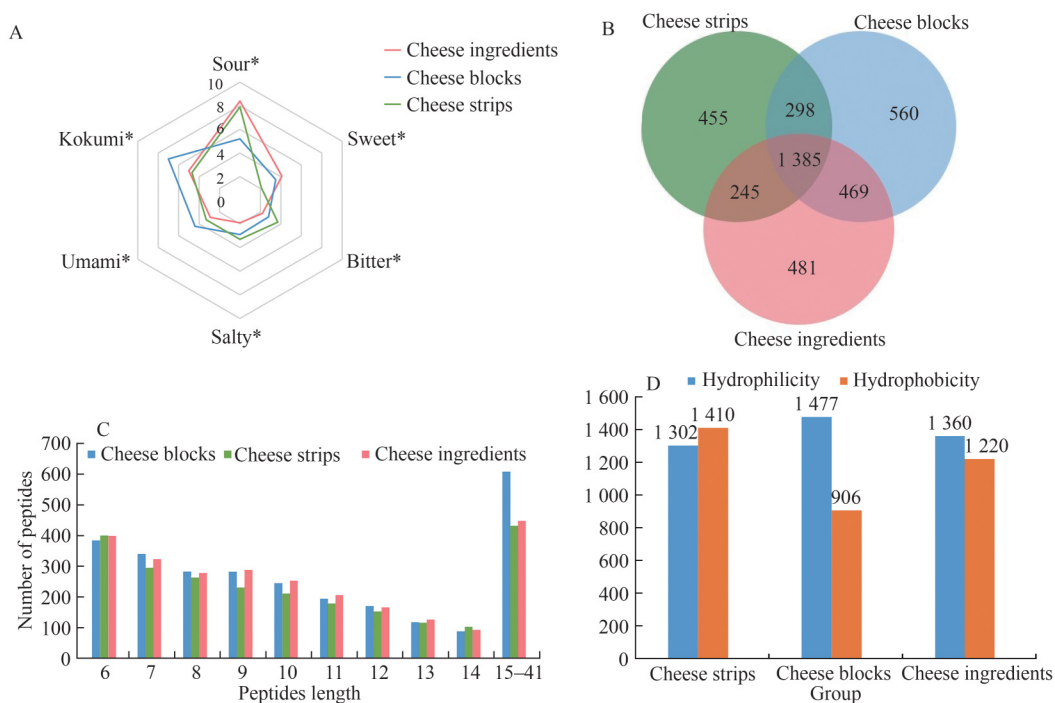 A
Sour*
10
8
6
4
2
0
Kokumi*
Sweet*
Umami*
Bitter*
Salty*
Cheese ingredients
Cheese blocks
Cheese strips
B
Cheese strips
Cheese blocks
455
298
560
1 385
245
469
481
Cheese ingredients
C
Cheese blocks
Cheese strips
Cheese ingredients
Number of peptides
700
600
500
400
300
200
100
0
6 7 8 9 10 11 12 13 14 15–41
Peptides length
D
Hydrophilicity
Hydrophobicity
1 600
1 400
1 200
1 000
800
600
400
200
0
1 302
1 410
1 477
906
1 360
1 220
Cheese strips Cheese blocks Cheese ingredients
Group